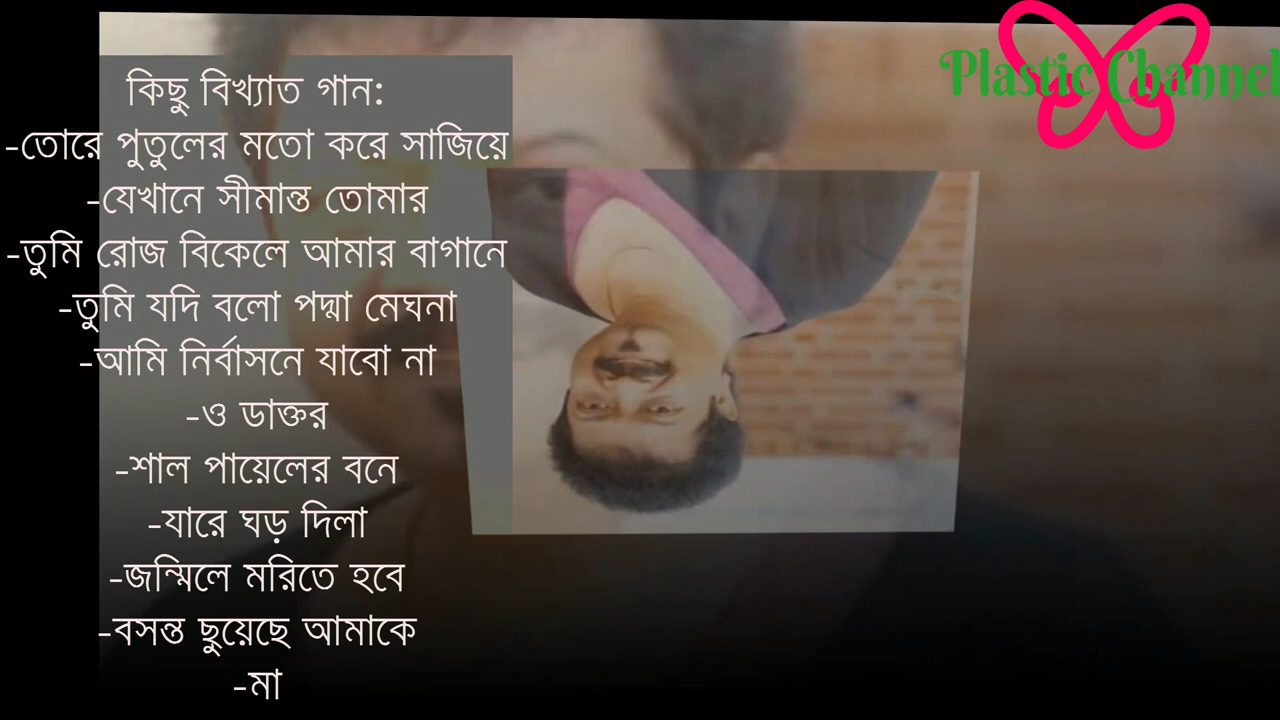 কিছু বিখ্যাত গান:
-তোরে পুতুলের মতো করে সাজিয়ে
-যেখানে সীমান্ত তোমার
-তুমি রোজ বিকেলে আমার বাগানে
-তুমি যদি বলো পদ্মা মেঘনা
-আমি নির্বাসনে যাবো না
-ও ডাক্তর
-শাল পায়েলের বনে
-যারে ঘড় দিলা
-জন্মিলে মরিতে হবে
-বসন্ত ছুয়েছে আমাকে
-মা
Plastic Channel